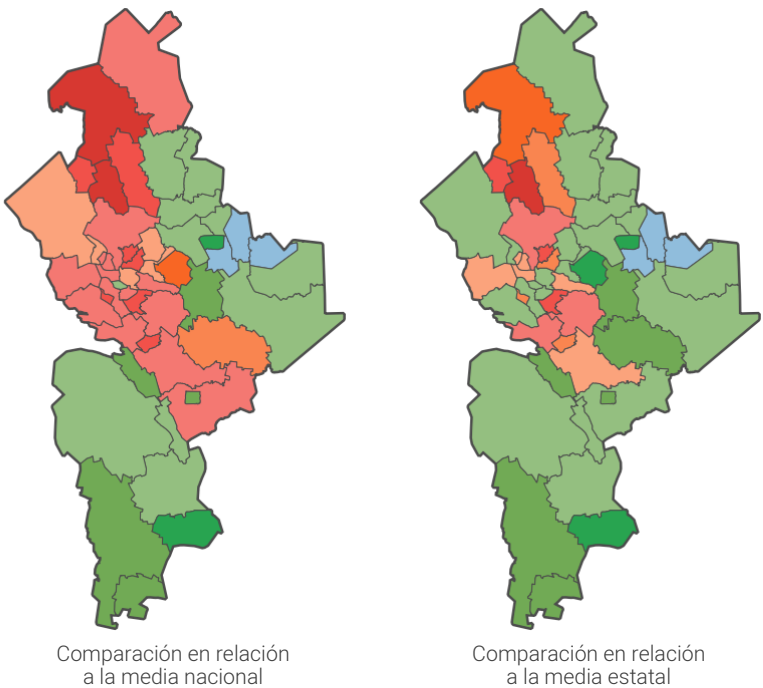 Comparación en relación
a la media nacional
Comparación en relación
a la media estatal